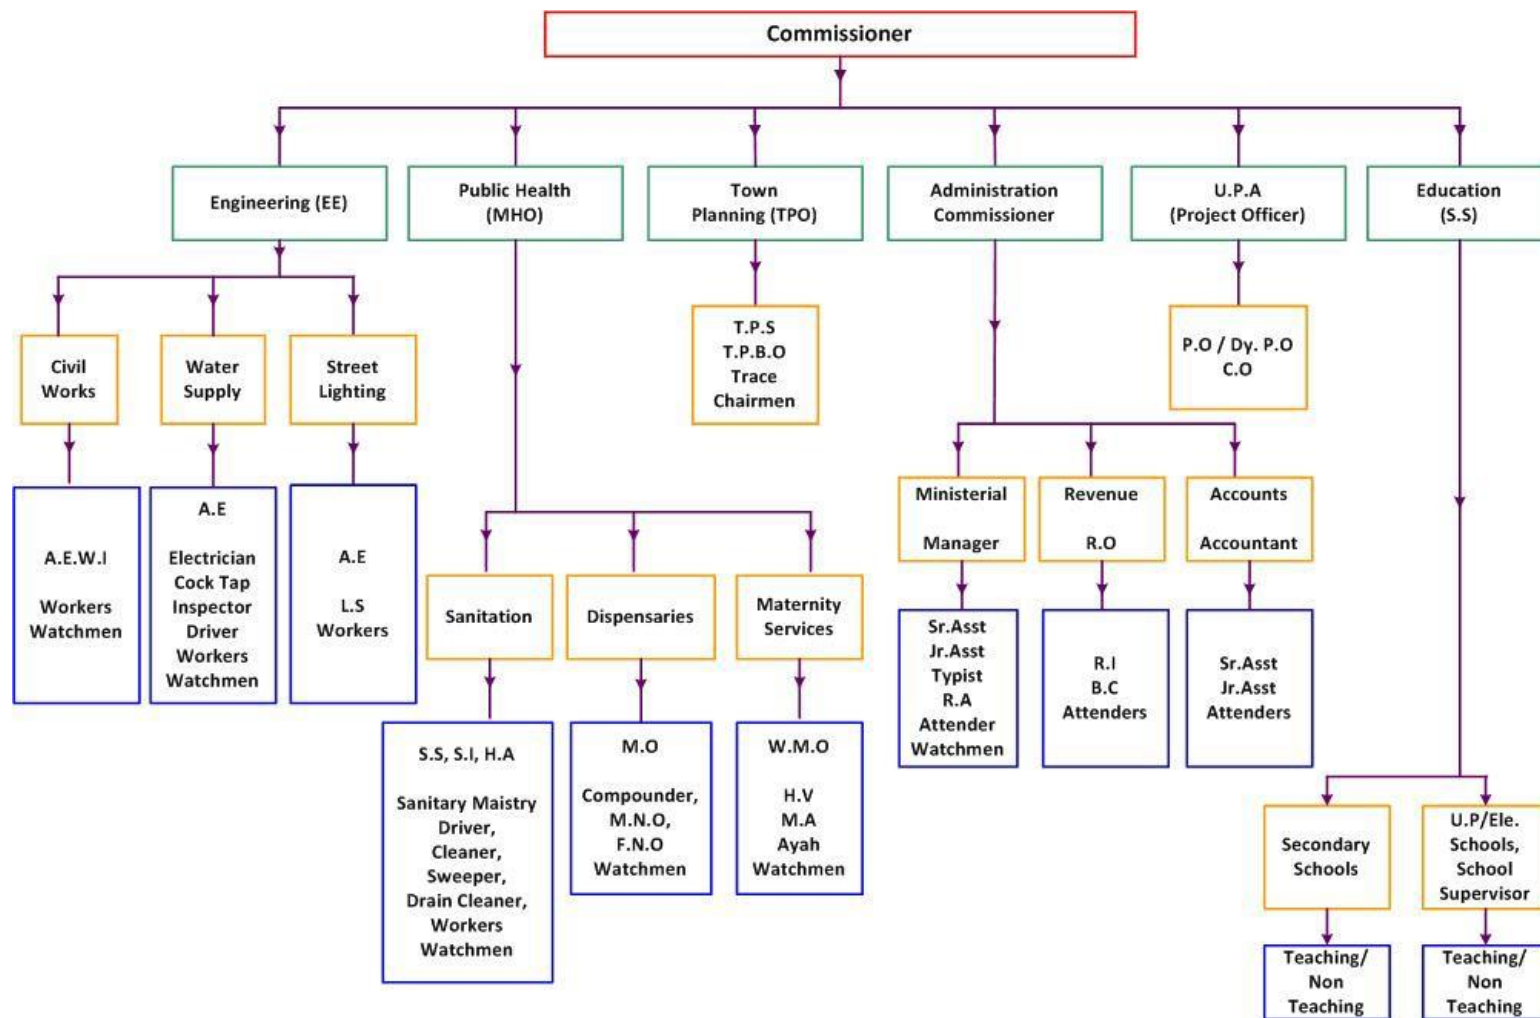 Commissioner
Engineering (EE)
Public Health
(MHO)
Town
Planning (TPO)
Administration
Commissioner
U.P.A
(Project Officer)
Education
(S.S)
Civil
Works
Water
Supply
Street
Lighting
T.P.S
T.P.B.O
Trace
Chairmen
P.O / Dy. P.O
C.O
A.E.W.I
Workers
Watchmen
A.E
Electrician
Cock Tap
Inspector
Driver
Workers
Watchmen
A.E
L.S
Workers
Sanitation
Dispensaries
Maternity
Services
Ministerial
Manager
Revenue
R.O
Accounts
Accountant
S.S, S.I, H.A
Sanitary Maistry
Driver,
Cleaner,
Sweeper,
Drain Cleaner,
Workers
Watchmen
M.O
Compounder,
M.N.O,
F.N.O
Watchmen
W.M.O
H.V
M.A
Ayah
Watchmen
Sr.Asst
Jr.Asst
Typist
R.A
Attender
Watchmen
R.I
B.C
Attenders
Sr.Asst
Jr.Asst
Attenders
Secondary
Schools
U.P/Ele.
Schools,
School
Supervisor
Teaching/
Non
Teaching
Teaching/
Non
Teaching